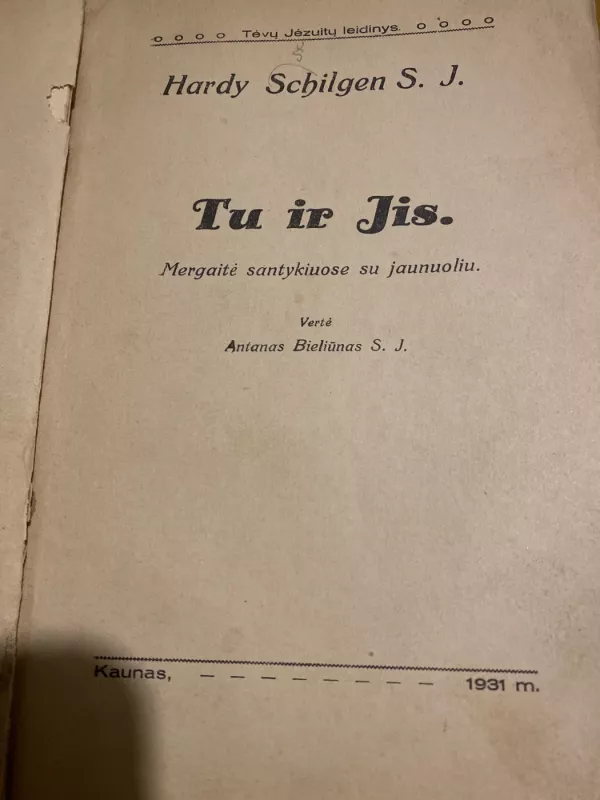 o o o o Tėvų Jėzuitų leidinys. o o o o
Hardy Schilgen S. J.
Tu ir Jis.
Mergaitė santykiuose su jaunuoliu.
Vertė
Antanas Bieliūnas S. J.
Kaunas, — — — — — — — — 1931 m.